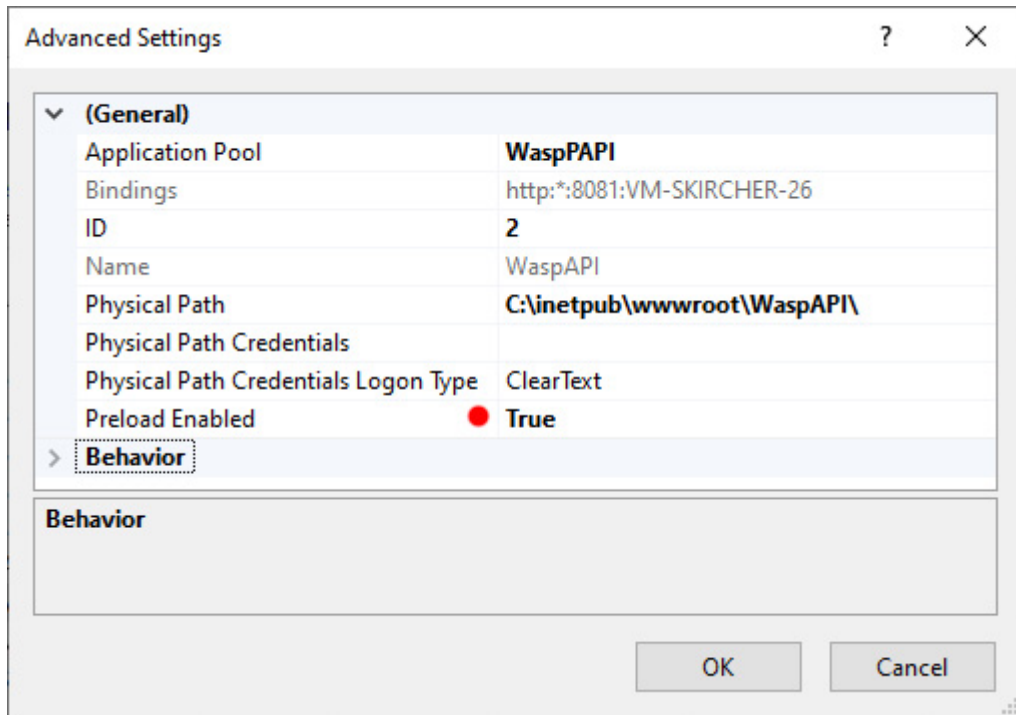 Advanced Settings ? ×
(General)
Application Pool WaspPAPI
Bindings http:*:8081:VM-SKIRCHER-26
ID 2
Name WaspAPI
Physical Path C:\inetpub\wwwroot\WaspAPI\
Physical Path Credentials
Physical Path Credentials Logon Type ClearText
Preload Enabled True
Behavior
Behavior
OK Cancel